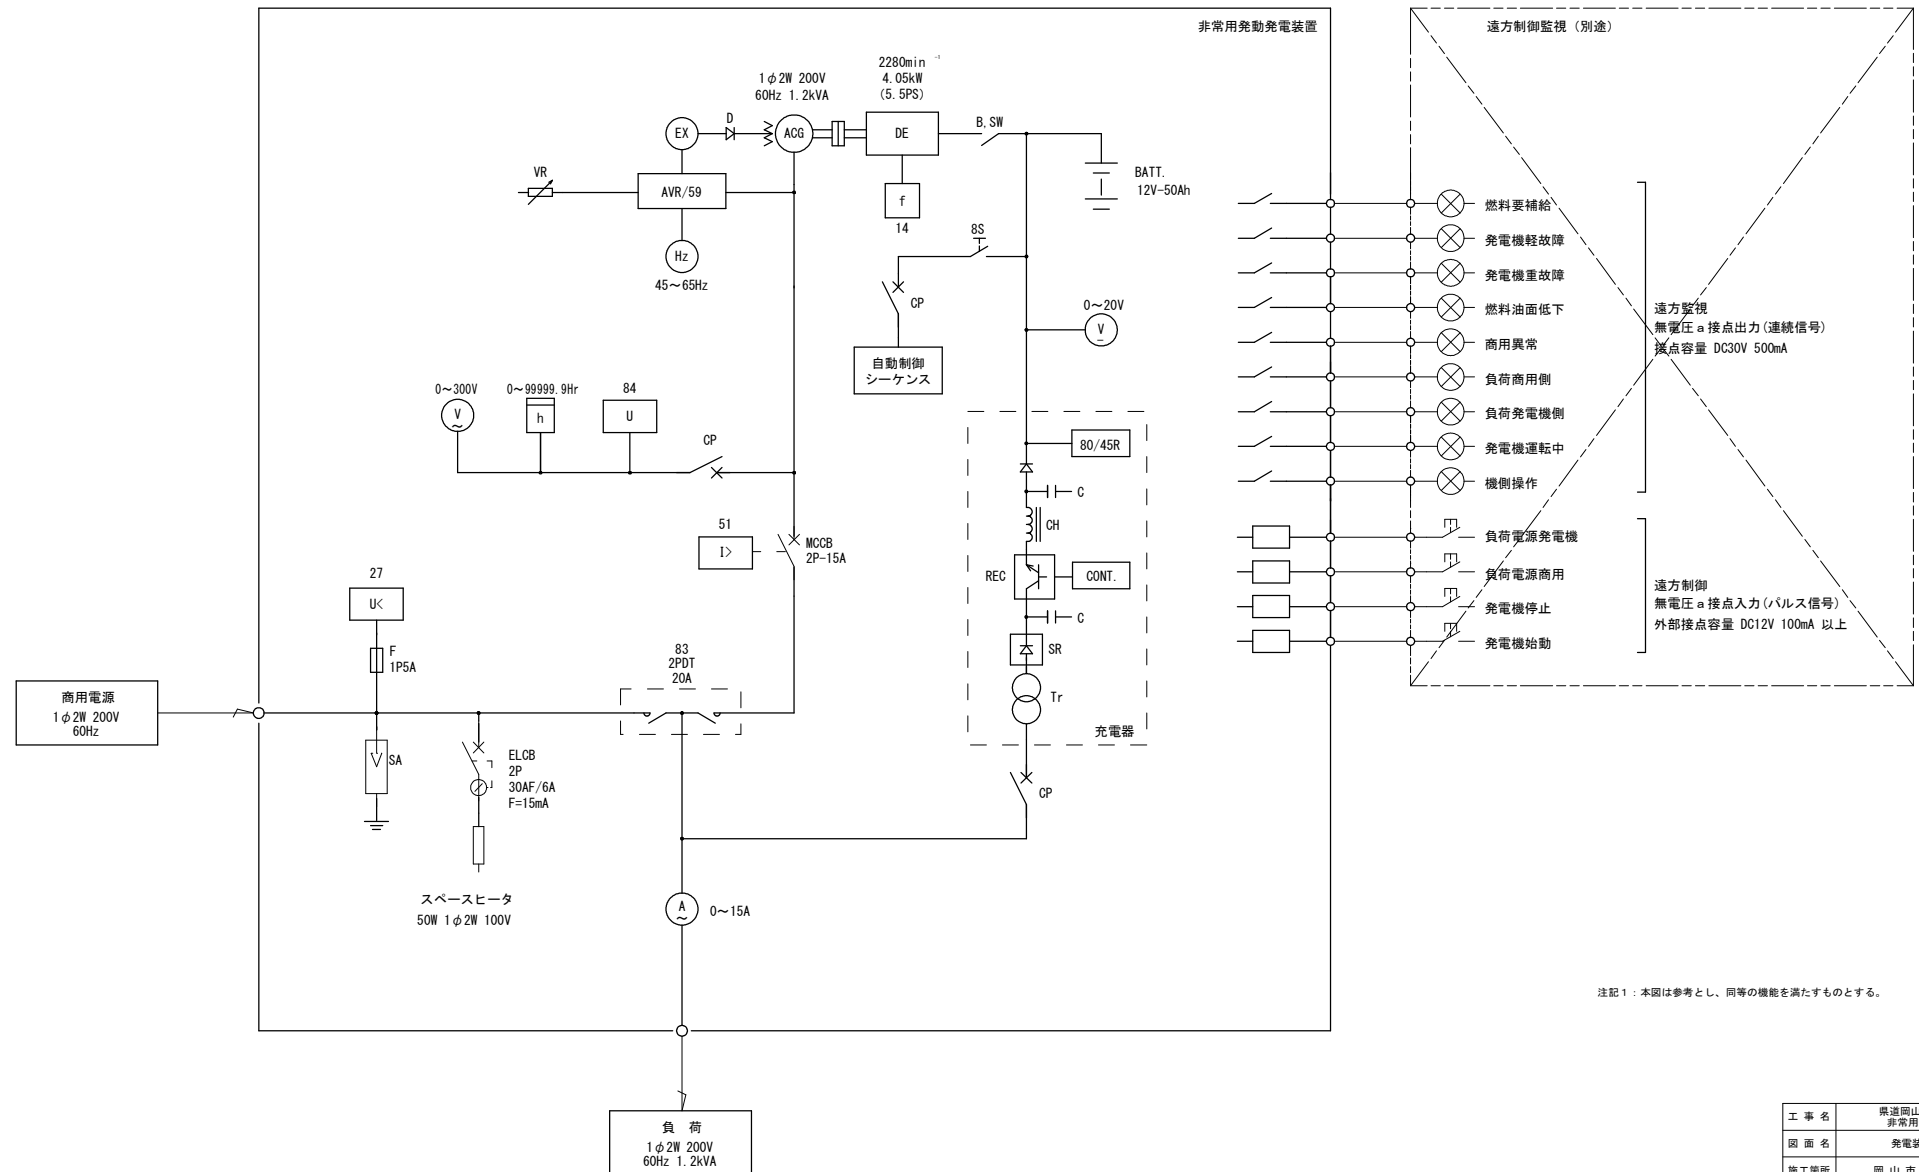 非常用発動発電装置
遠方制御監視（別途）
2280min⁻¹
4.05kW
(5.5PS)
1φ2W 200V
60Hz 1.2kVA
EX
D
ACG
DE
B,SW
BATT.
12V-50Ah
VR
AVR/59
f
14
Hz
45～65Hz
8S
CP
自動制御
シーケンス
0～20V
V
0～300V
V
～
0～99999.9Hr
h
84
U
CP
80/45R
C
CH
REC
CONT.
C
SR
Tr
充電器
CP
51
I>
MCCB
2P-15A
27
U<
F
1P5A
83
2PDT
20A
商用電源
1φ2W 200V
60Hz
SA
ELCB
2P
30AF/6A
F=15mA
スペースヒータ
50W 1φ2W 100V
A
～
0～15A
負 荷
1φ2W 200V
60Hz 1.2kVA
燃料要補給
発電機軽故障
発電機重故障
燃料油面低下
商用異常
負荷商用側
負荷発電機側
発電機運転中
機側操作
遠方監視
無電圧a接点出力(連続信号)
接点容量 DC30V 500mA
負荷電源発電機
負荷電源商用
発電機停止
発電機始動
遠方制御
無電圧a接点入力(パルス信号)
外部接点容量 DC12V 100mA 以上
注記1：本図は参考とし、同等の機能を満たすものとする。
工 事 名
県道岡山
非常用
図 面 名
発電装
施工箇所
岡 山 市